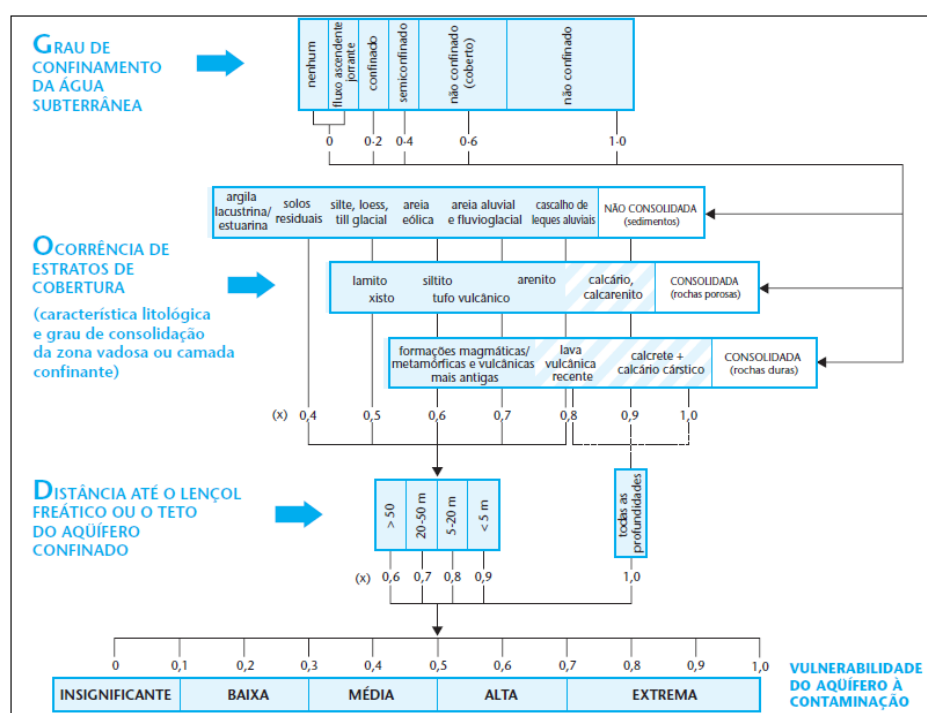 GRAU DE
CONFINAMENTO
DA ÁGUA
SUBTERRÂNEA
nenhum
fluxo ascendente
jorrante
confinado
semiconfinado
não confinado
(coberto)
não confinado
0
0-2
0-4
0-6
1-0
argila
lacustrina/
estuarina
solos
residuais
silte, loess,
till glacial
areia
eólica
areia aluvial
e fluvioglacial
cascalho de
leques aluviais
NÃO CONSOLIDADA
(sedimentos)
OCORRÊNCIA DE
ESTRATOS DE
COBERTURA
(característica litológica
e grau de consolidação
da zona vadosa ou camada
confinante)
lamito
xisto
siltito
tufo vulcânico
arenito
calcário,
calcarenito
CONSOLIDADA
(rochas porosas)
formações magmáticas/
metamórficas e vulcânicas
mais antigas
lava
vulcânica
recente
calcrete +
calcário cárstico
CONSOLIDADA
(rochas duras)
(x) 0,4 0,5 0,6 0,7 0,8 0,9 1,0
DISTÂNCIA ATÉ O LENÇOL
FREÁTICO OU O TETO
DO AQÜÍFERO
CONFINADO
> 50
20-50 m
5-20 m
< 5 m
todas as
profundidades
(x) 0,6 0,7 0,8 0,9 1,0
0 0,1 0,2 0,3 0,4 0,5 0,6 0,7 0,8 0,9 1,0
INSIGNIFICANTE BAIXA MÉDIA ALTA EXTREMA
VULNERABILIDADE
DO AQÜÍFERO À
CONTAMINAÇÃO